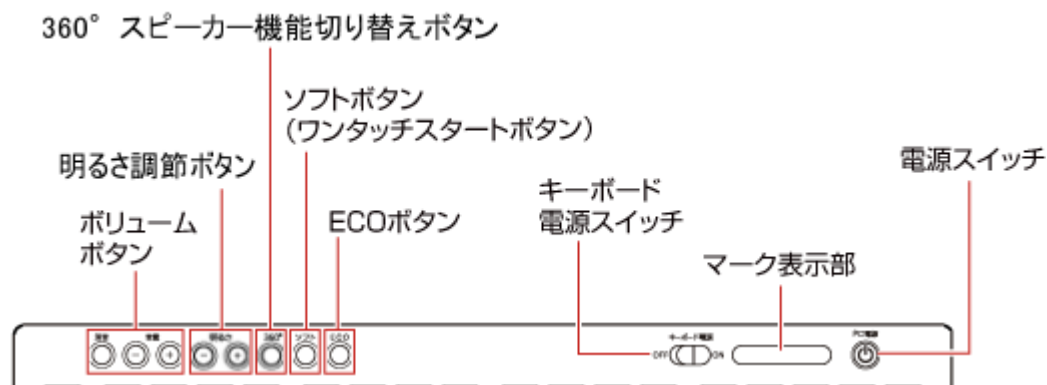 360°スピーカー機能切り替えボタン
ソフトボタン
（ワンタッチスタートボタン）
明るさ調節ボタン
電源スイッチ
キーボード
電源スイッチ
ボリューム
ボタン
ECOボタン
マーク表示部
消音
音量
明るさ
360°
ソフト
ECO
キーボード電源
PC電源
OFF
ON